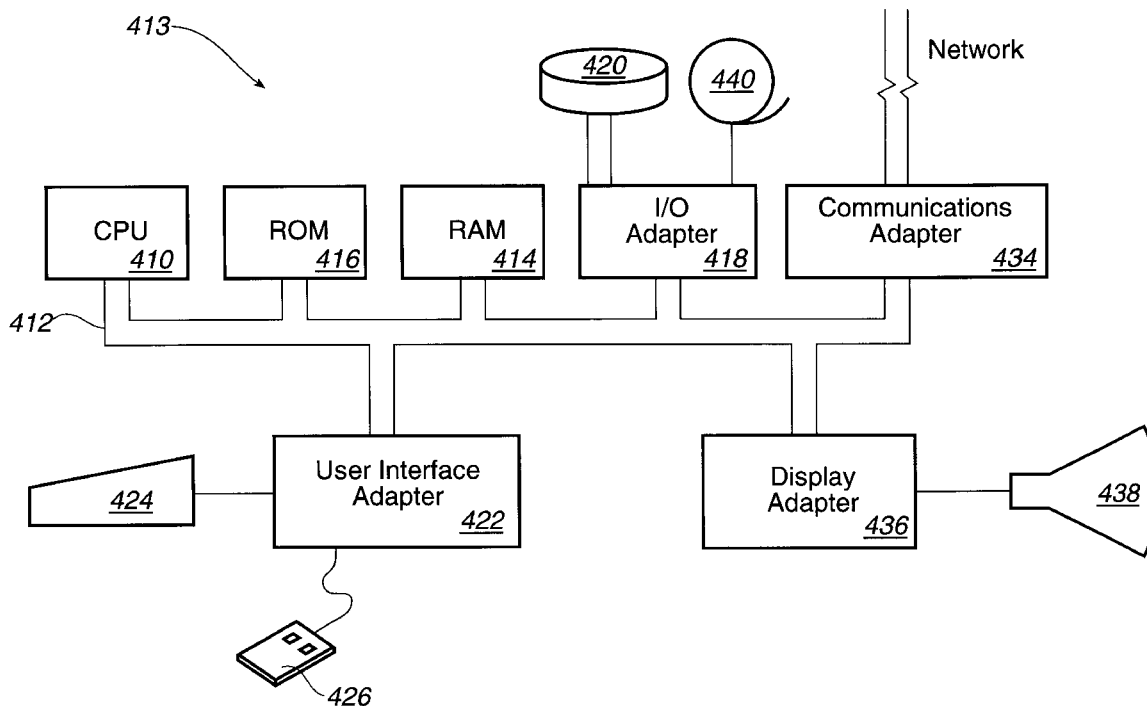 413
420
440
Network
CPU
410
ROM
416
RAM
414
I/O
Adapter
418
Communications
Adapter
434
412
User Interface
Adapter
422
424
426
Display
Adapter
436
438